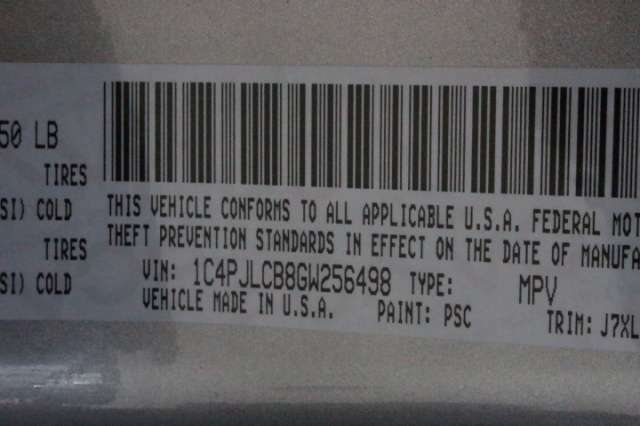 50 LB
TIRES
SI) COLD
TIRES
SI) COLD
THIS VEHICLE CONFORMS TO ALL APPLICABLE U.S.A. FEDERAL MOT
THEFT PREVENTION STANDARDS IN EFFECT ON THE DATE OF MANUFA
VIN: 1C4PJLCB8GW256498 TYPE: MPV
VEHICLE MADE IN U.S.A. PAINT: PSC TRIM: J7XL